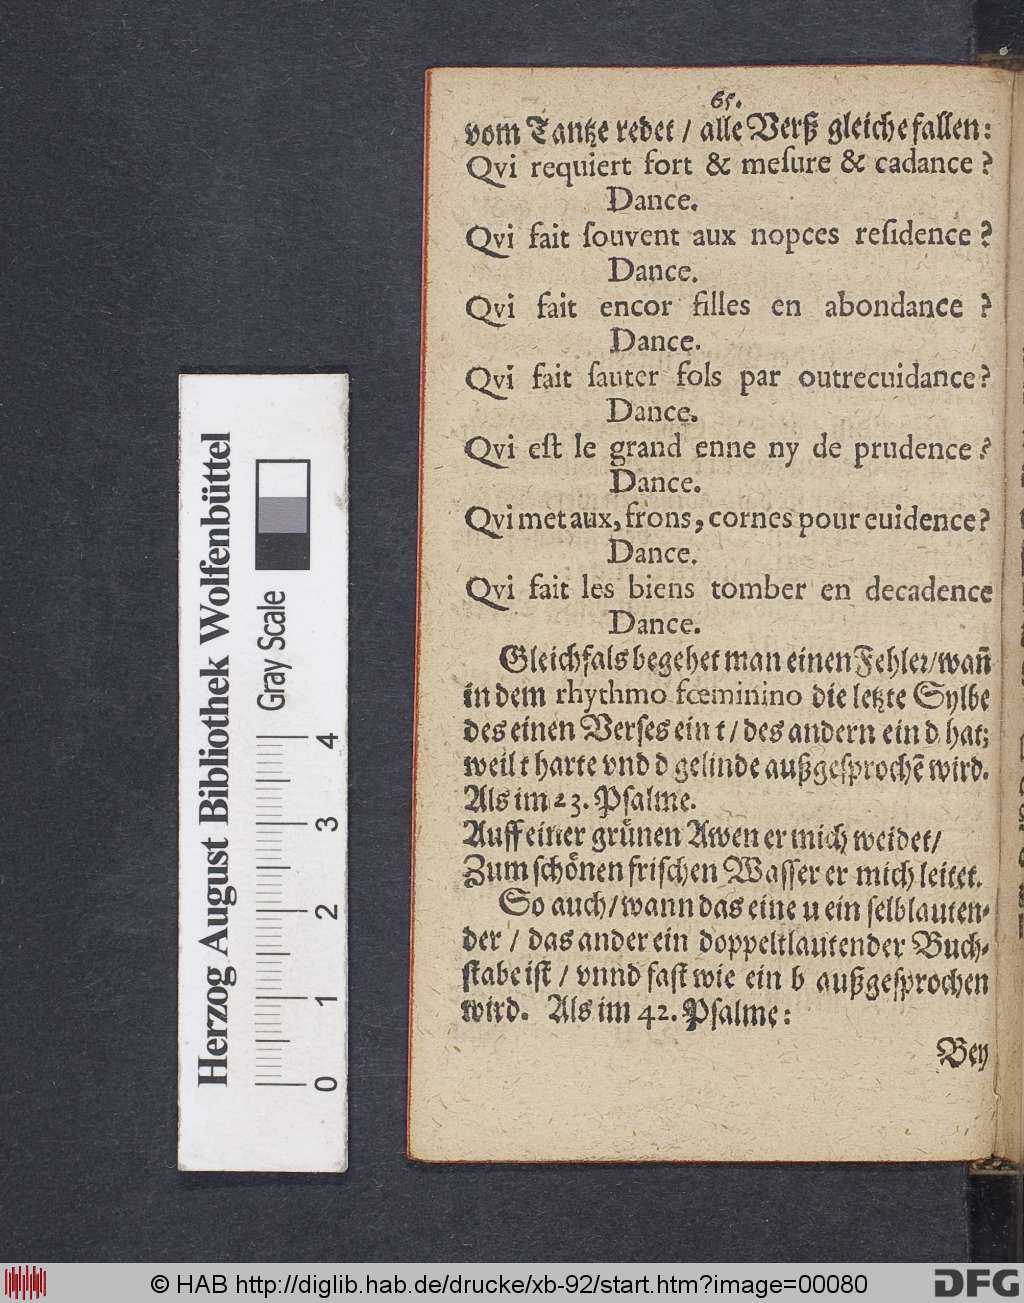 65.
vom Tantze redet / alle Verß gleiche fallen:
Qvi requiert fort & meſure & cadance ?
Dance.
Qvi fait ſouvent aux nopces reſidence ?
Dance.
Qvi fait encor filles en abondance ?
Dance.
Qvi fait ſauter fols par outrecuidance?
Dance.
Qvi eſt le grand enne ny de prudence?
Dance.
Qvi met aux, frons, cornes pour euidence?
Dance.
Qvi fait les biens tomber en decadence
Dance.
Gleichfals begehet man einen Fehler/wañ
in dem rhythmo fœminino die letzte Sylbe
des einen Verſes ein t / des andern ein d hat;
weil t harte vnd d gelinde außgeſprochē wird.
Als im 23. Pſalme.
Auff einer grünen Awen er mich weidet/
Zum ſchönen friſchen Waſſer er mich leitet.
So auch/wann das eine u ein ſelblauten-
der / das ander ein doppeltlautender Buch-
ſtabe iſt / vnnd faſt wie ein b außgeſprochen
wird. Als im 42. Pſalme:
Bey
Herzog August Bibliothek Wolfenbüttel
Gray Scale
0 1 2 3 4
© HAB http://diglib.hab.de/drucke/xb-92/start.htm?image=00080
DFG